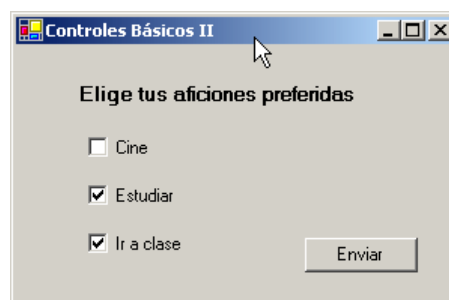 Controles Básicos II
Elige tus aficiones preferidas
Cine
Estudiar
Ir a clase
Enviar